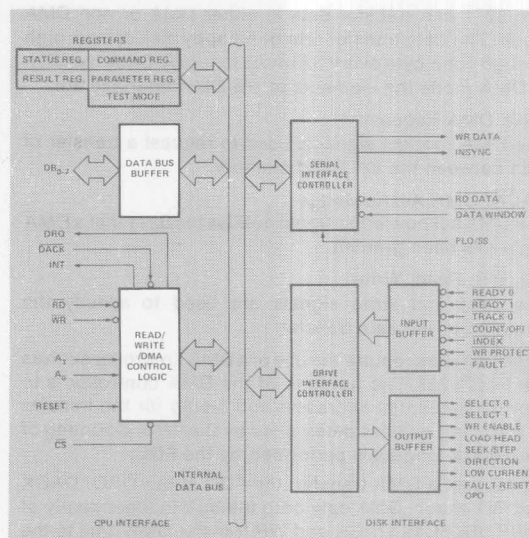 REGISTERS
STATUS REG. COMMAND REG.
RESULT REG. PARAMETER REG.
TEST MODE
DB0-7
DATA BUS
BUFFER
SERIAL
INTERFACE
CONTROLLER
WR DATA
INSYNC
RD DATA
DATA WINDOW
PLO/SS
DRQ
DACK
INT
RD
WR
A1
A0
RESET
CS
READ/
WRITE
/DMA
CONTROL
LOGIC
DRIVE
INTERFACE
CONTROLLER
INPUT
BUFFER
READY 0
READY 1
TRACK 0
COUNT/OPI
INDEX
WR PROTECT
FAULT
OUTPUT
BUFFER
SELECT 0
SELECT 1
WR ENABLE
LOAD HEAD
SEEK/STEP
DIRECTION
LOW CURREN
FAULT RESET
OPO
INTERNAL
DATA BUS
CPU INTERFACE
DISK INTERFACE